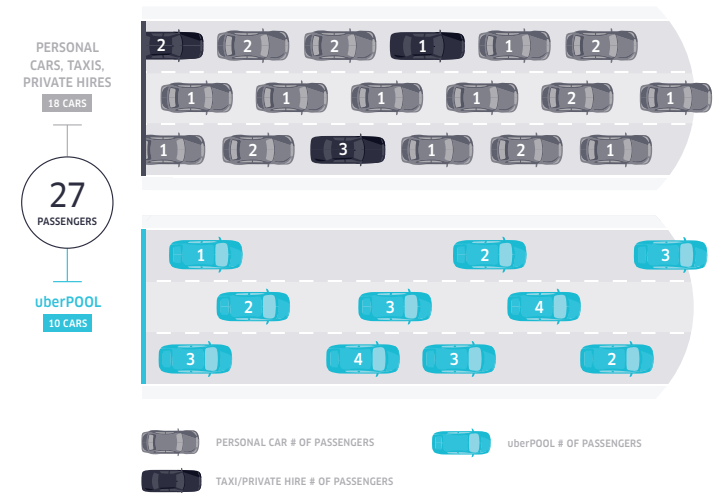 PERSONAL
CARS, TAXIS,
PRIVATE HIRES
18 CARS
27
PASSENGERS
uberPOOL
10 CARS
2 2 2 1 1 2
1 1 1 1 2 1
1 2 3 1 2 1
1 2 3
2 3 4
3 4 3 2
PERSONAL CAR # OF PASSENGERS
uberPOOL # OF PASSENGERS
TAXI/PRIVATE HIRE # OF PASSENGERS